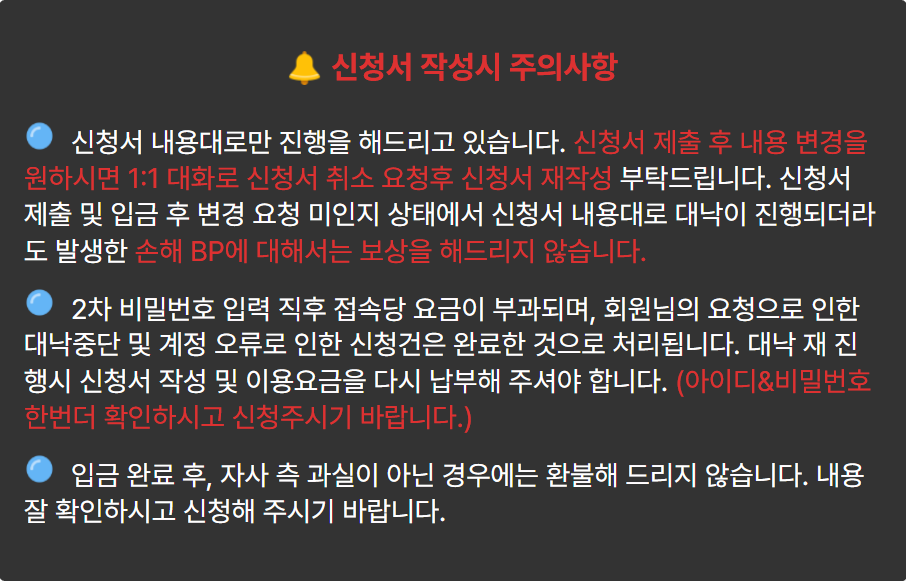 🔔 신청서 작성시 주의사항
🔵 신청서 내용대로만 진행을 해드리고 있습니다. 신청서 제출 후 내용 변경을
원하시면 1:1 대화로 신청서 취소 요청후 신청서 재작성 부탁드립니다. 신청서
제출 및 입금 후 변경 요청 미인지 상태에서 신청서 내용대로 대낙이 진행되더라
도 발생한 손해 BP에 대해서는 보상을 해드리지 않습니다.
🔵 2차 비밀번호 입력 직후 접속당 요금이 부과되며, 회원님의 요청으로 인한
대낙중단 및 계정 오류로 인한 신청건은 완료한 것으로 처리됩니다. 대낙 재 진
행시 신청서 작성 및 이용요금을 다시 납부해 주셔야 합니다. (아이디&비밀번호
한번더 확인하시고 신청주시기 바랍니다.)
🔵 입금 완료 후, 자사 측 과실이 아닌 경우에는 환불해 드리지 않습니다. 내용
잘 확인하시고 신청해 주시기 바랍니다.